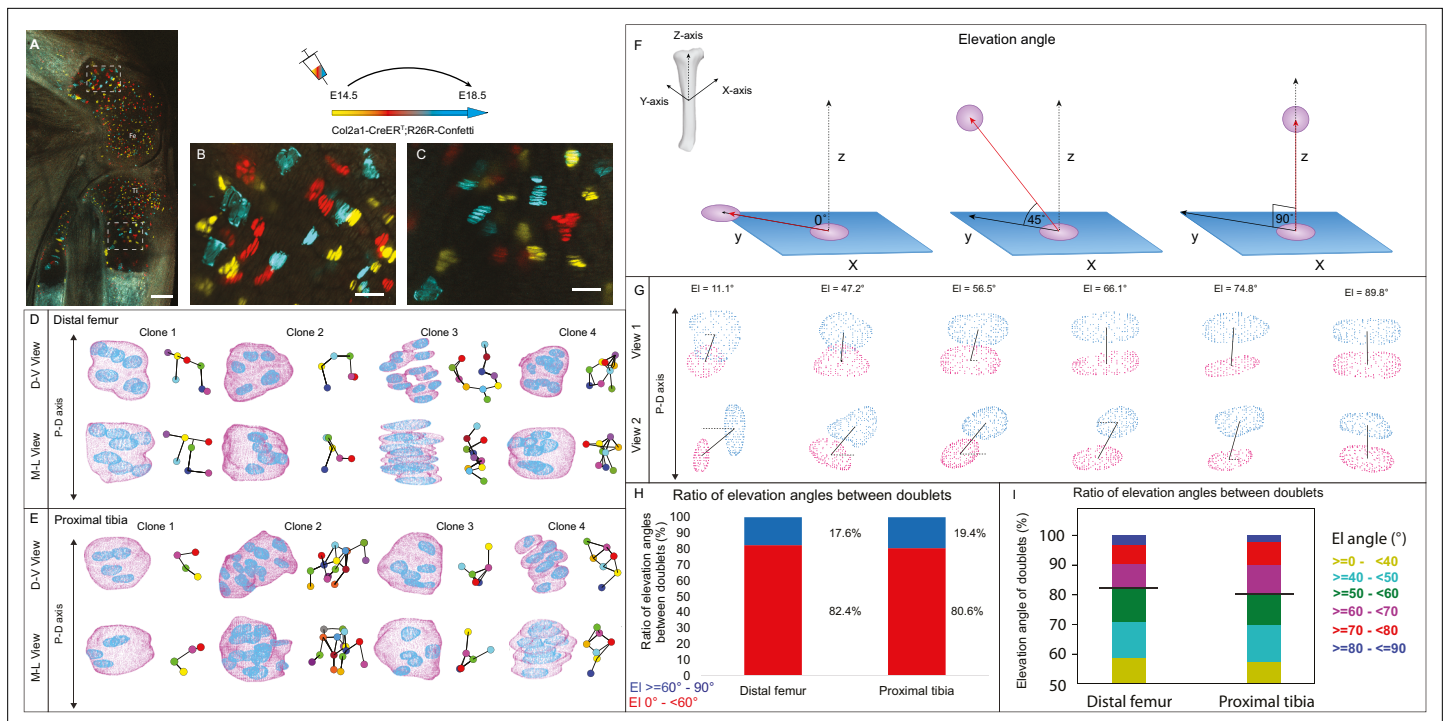 A
Fe
Ti
E14.5
E18.5
Col2a1-CreERᵀ;R26R-Confetti
B
C
D
Distal femur
Clone 1
Clone 2
Clone 3
Clone 4
D-V View
M-L View
P-D axis
E
Proximal tibia
Clone 1
Clone 2
Clone 3
Clone 4
D-V View
M-L View
P-D axis
F
Elevation angle
Z-axis
Y-axis
X-axis
z
0°
y
X
z
45°
y
X
z
90°
y
X
G
El = 11.1°
El = 47.2°
El = 56.5°
El = 66.1°
El = 74.8°
El = 89.8°
View 1
View 2
P-D axis
H
Ratio of elevation angles between doublets
Ratio of elevation angles
between doublets (%)
100
90
80
70
60
50
40
30
20
10
0
17.6%
19.4%
82.4%
80.6%
Distal femur
Proximal tibia
El >=60° - 90°
El 0° - <60°
I
Ratio of elevation angles between doublets
Elevation angle of doublets (%)
100
90
80
70
60
50
Distal femur
Proximal tibia
El angle (°)
>=0 - <40
>=40 - <50
>=50 - <60
>=60 - <70
>=70 - <80
>=80 - <=90